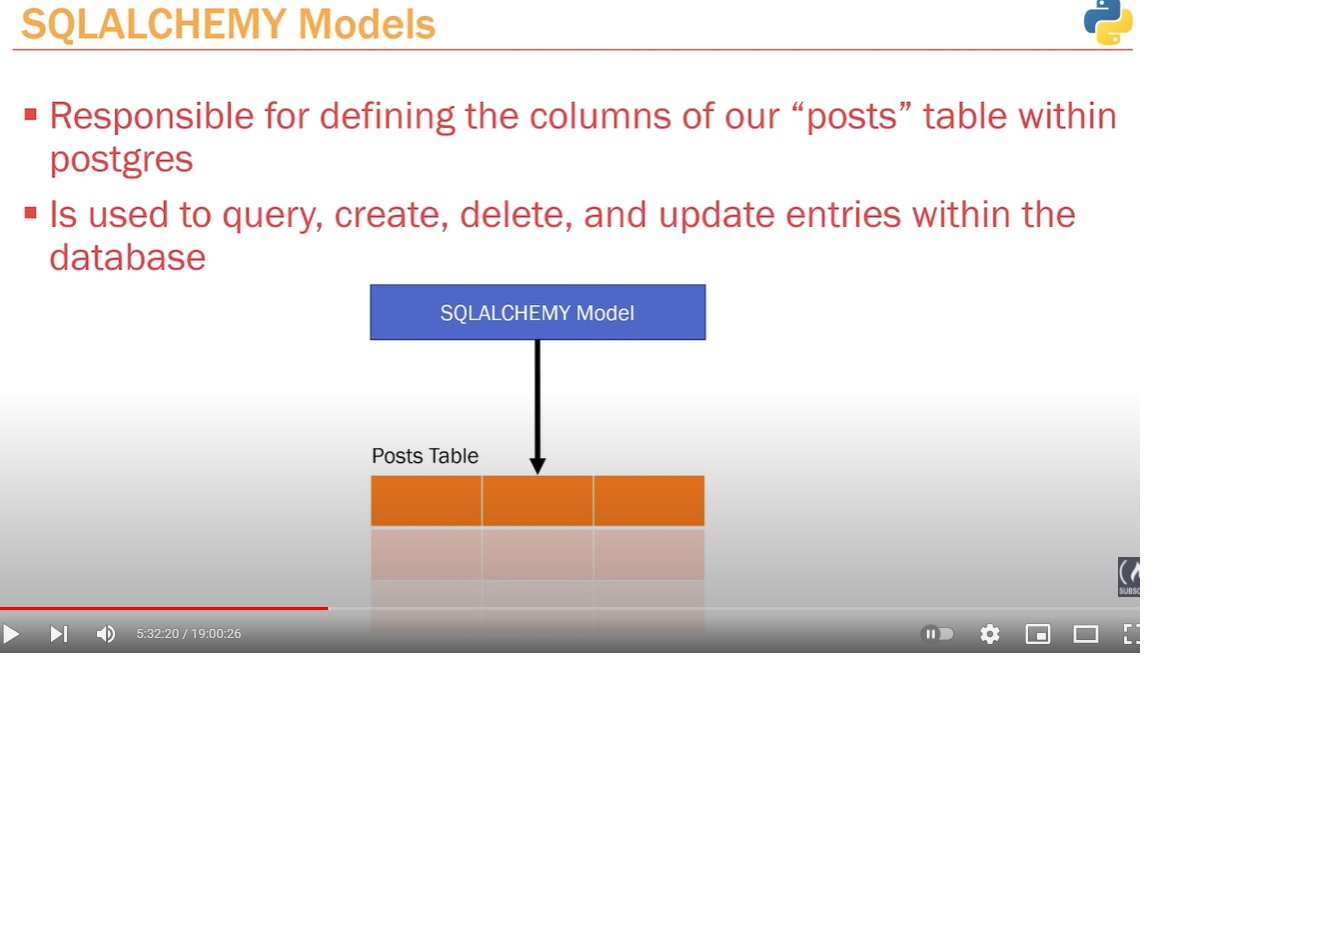 SQLALCHEMY Models
Responsible for defining the columns of our “posts” table within
postgres
Is used to query, create, delete, and update entries within the
database
SQLALCHEMY Model
Posts Table
5:32:20 / 19:00:26